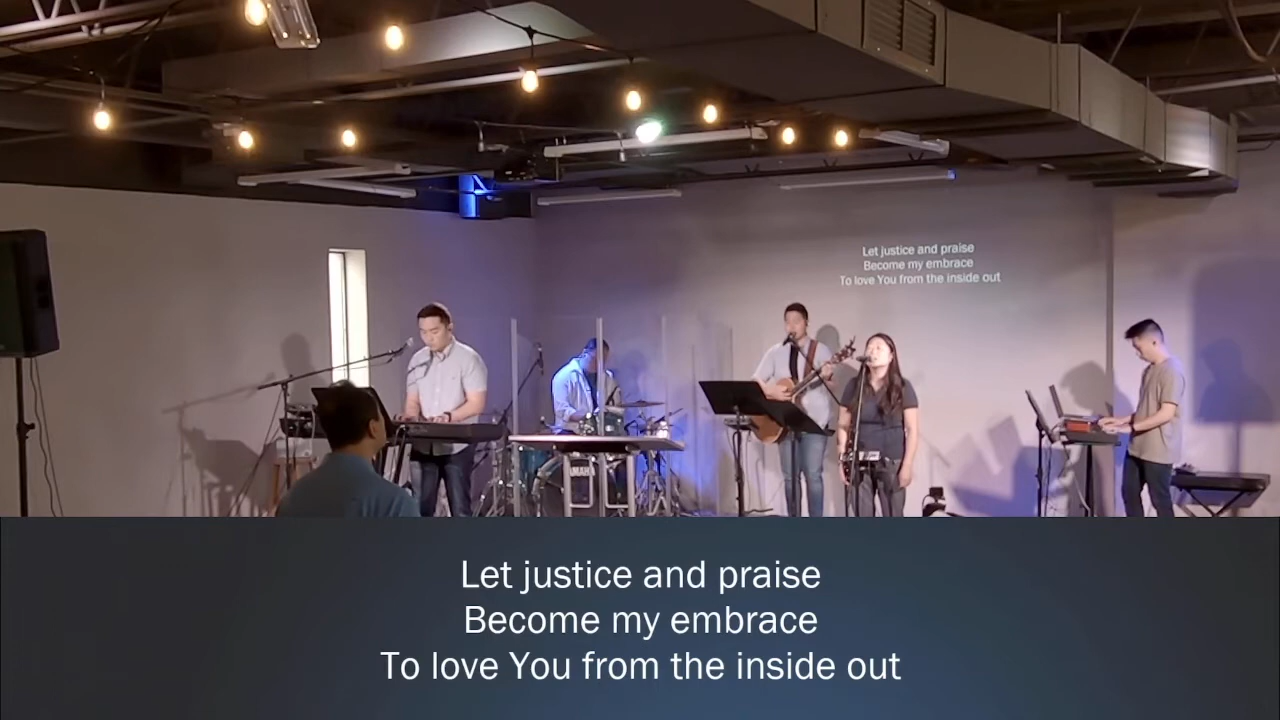 Let justice and praise
Become my embrace
To love You from the inside out
YAMAHA
Let justice and praise
Become my embrace
To love You from the inside out